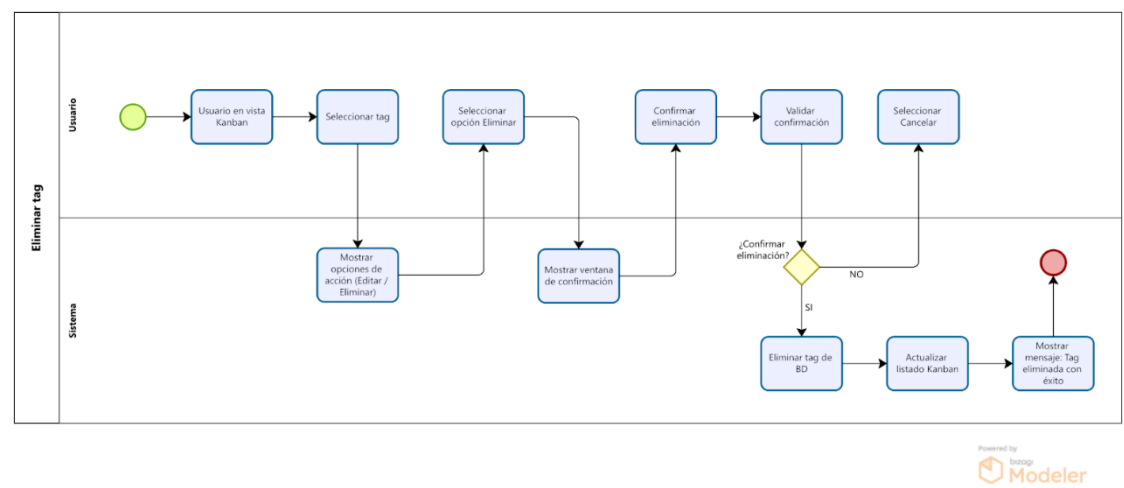 Eliminar tag
Usuario
Usuario en vista
Kanban
Seleccionar tag
Seleccionar
opción Eliminar
Confirmar
eliminación
Validar
confirmación
Seleccionar
Cancelar
Sistema
Mostrar
opciones de
acción (Editar /
Eliminar)
Mostrar ventana
de confirmación
¿Confirmar
eliminación?
NO
SI
Eliminar tag de
BD
Actualizar
listado Kanban
Mostrar
mensaje: Tag
eliminada con
éxito
Powered by
bizagi
Modeler